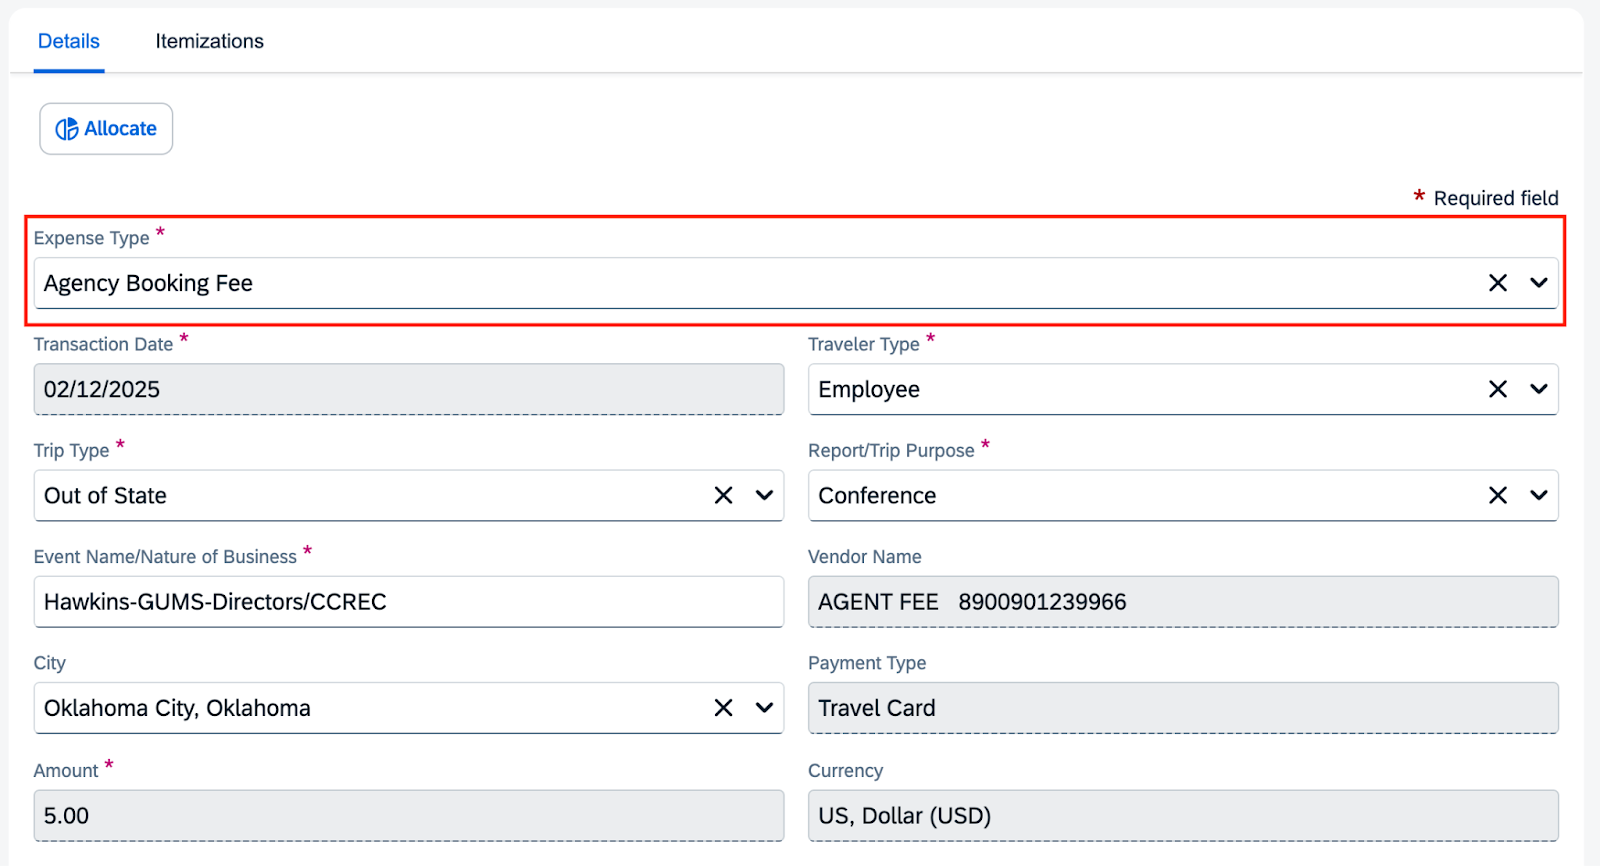 Details Itemizations
Allocate
* Required field
Expense Type *
Agency Booking Fee
Transaction Date * Traveler Type *
02/12/2025 Employee
Trip Type * Report/Trip Purpose *
Out of State Conference
Event Name/Nature of Business * Vendor Name
Hawkins-GUMS-Directors/CCREC AGENT FEE 8900901239966
City Payment Type
Oklahoma City, Oklahoma Travel Card
Amount * Currency
5.00 US, Dollar (USD)